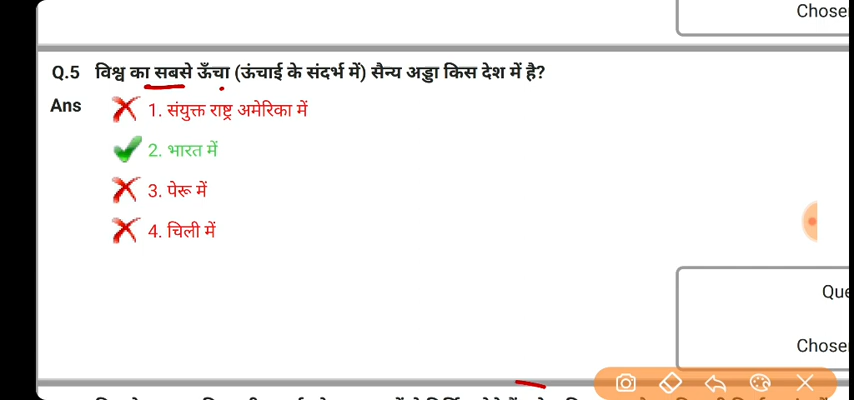 Chose
Q.5 विश्व का सबसे ऊँचा (ऊंचाई के संदर्भ में) सैन्य अड्डा किस देश में है?
Ans 1. संयुक्त राष्ट्र अमेरिका में
2. भारत में
3. पेरू में
4. चिली में
Que
Chose